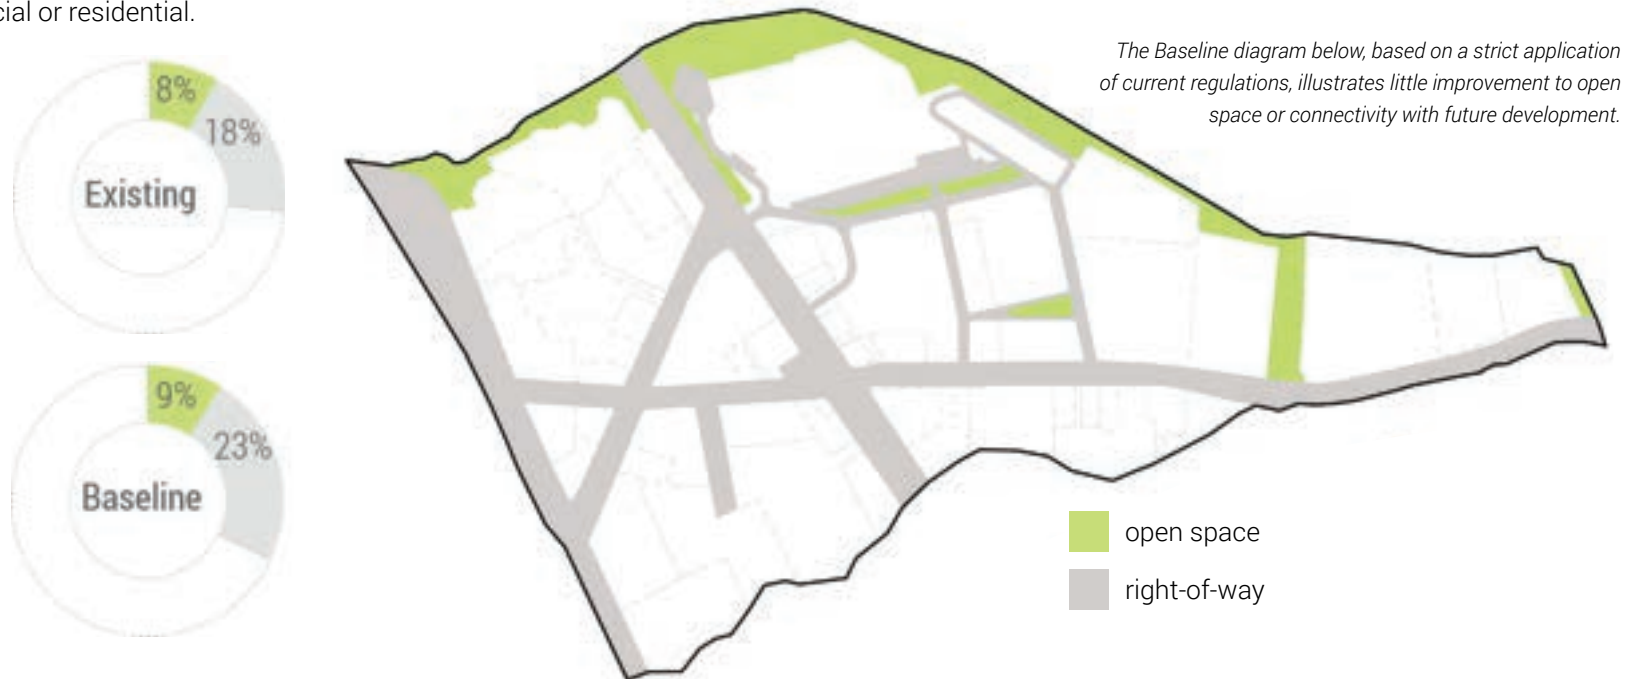 cial or residential.
The Baseline diagram below, based on a strict application
of current regulations, illustrates little improvement to open
space or connectivity with future development.
8%
18%
Existing
9%
23%
Baseline
open space
right-of-way